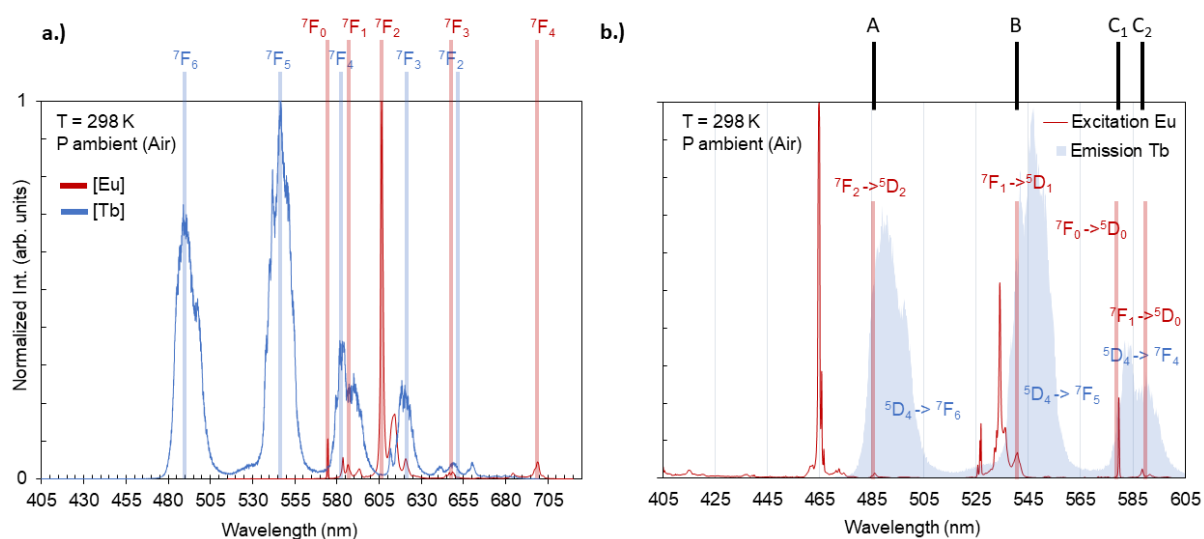 a.)
⁷F₀ ⁷F₁ ⁷F₂ ⁷F₃ ⁷F₄
⁷F₆ ⁷F₅ ⁷F₄ ⁷F₃ ⁷F₂
1
T = 298 K
P ambient (Air)
[Eu]
[Tb]
Normalized Int. (arb. units)
0
405 430 455 480 505 530 555 580 605 630 655 680 705
Wavelength (nm)
b.)
A B C₁ C₂
T = 298 K
P ambient (Air)
Excitation Eu
Emission Tb
⁷F₂->⁵D₂
⁷F₁->⁵D₁
⁷F₀->⁵D₀
⁷F₁->⁵D₀
⁵D₄-> ⁷F₄
⁵D₄-> ⁷F₅
⁵D₄-> ⁷F₆
405 425 445 465 485 505 525 545 565 585 605
Wavelength (nm)